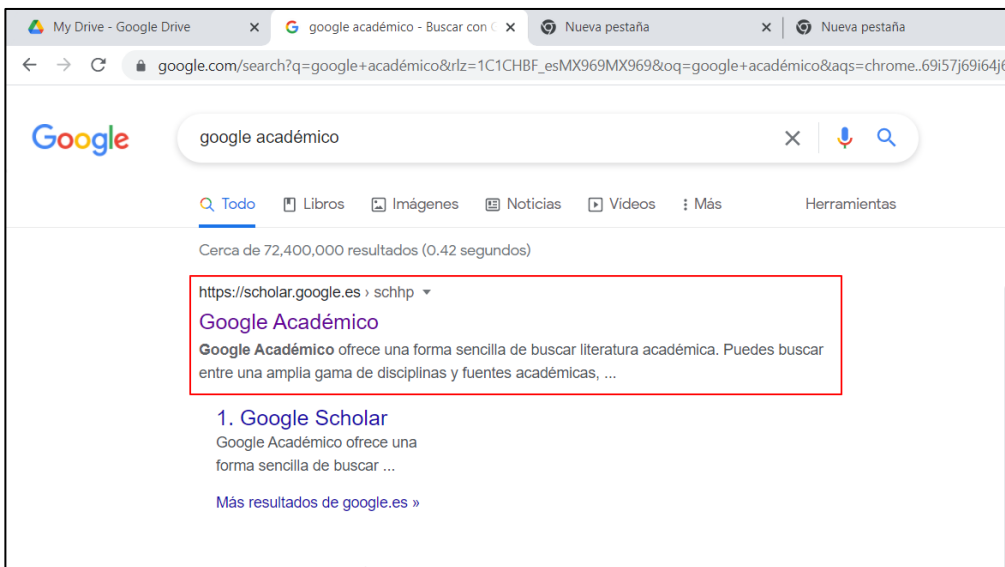 My Drive - Google Drive
google académico - Buscar con
Nueva pestaña
Nueva pestaña
google.com/search?q=google+académico&rlz=1C1CHBF_esMX969MX969&oq=google+académico&aqs=chrome..69i57j69i64j6
Google
google académico
Todo Libros Imágenes Noticias Videos Más Herramientas
Cerca de 72,400,000 resultados (0.42 segundos)
https://scholar.google.es › schhp
Google Académico
Google Académico ofrece una forma sencilla de buscar literatura académica. Puedes buscar
entre una amplia gama de disciplinas y fuentes académicas, ...
1. Google Scholar
Google Académico ofrece una
forma sencilla de buscar ...
Más resultados de google.es »